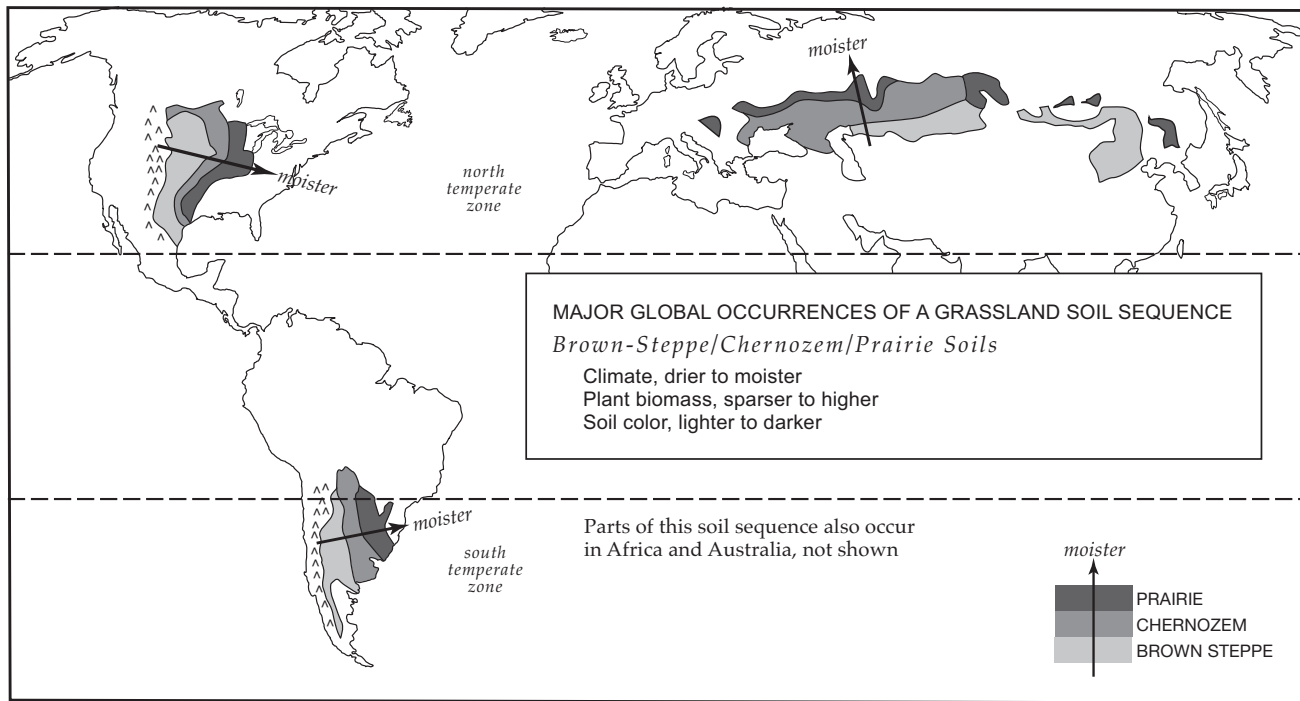 moister
moister
north
temperate
zone
MAJOR GLOBAL OCCURRENCES OF A GRASSLAND SOIL SEQUENCE
Brown-Steppe/Chernozem/Prairie Soils
Climate, drier to moister
Plant biomass, sparser to higher
Soil color, lighter to darker
moister
south
temperate
zone
Parts of this soil sequence also occur
in Africa and Australia, not shown
moister
PRAIRIE
CHERNOZEM
BROWN STEPPE